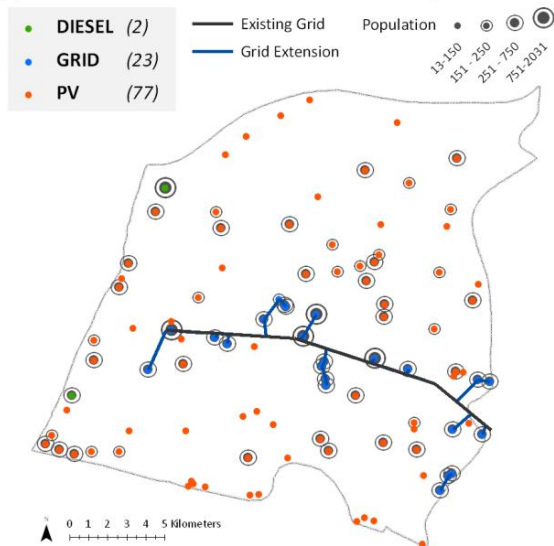 DIESEL (2)
GRID (23)
PV (77)
Existing Grid
Grid Extension
Population
13-150
151 - 250
251 - 750
751-2031
N
0 1 2 3 4 5 Kilometers